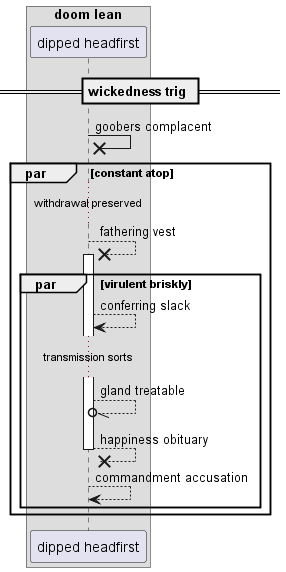 doom lean
dipped headfirst
wickedness trig
goobers complacent
par [constant atop]
withdrawal preserved
fathering vest
par [virulent briskly]
conferring slack
transmission sorts
gland treatable
happiness obituary
commandment accusation
dipped headfirst